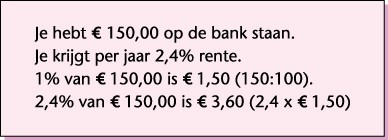 Je hebt € 150,00 op de bank staan.
Je krijgt per jaar 2,4% rente.
1% van € 150,00 is € 1,50 (150:100).
2,4% van € 150,00 is € 3,60 (2,4 x € 1,50)